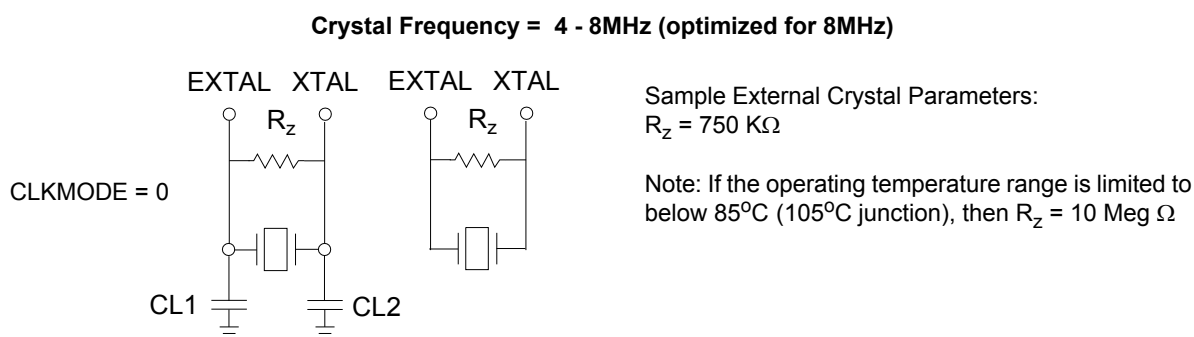 Crystal Frequency = 4 - 8MHz (optimized for 8MHz)
EXTAL XTAL EXTAL XTAL
Rz Rz
CLKMODE = 0
CL1 CL2
Sample External Crystal Parameters:
Rz = 750 KΩ
Note: If the operating temperature range is limited to
below 85oC (105oC junction), then Rz = 10 Meg Ω